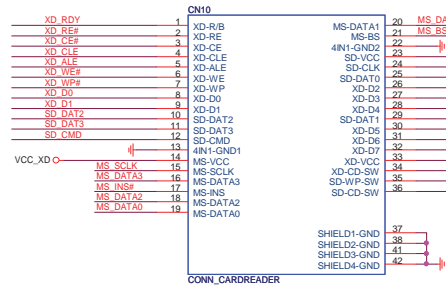 CN10
XD_RDY 1 XD-R/B MS-DATA1 20 MS_DA
XD_RE# 2 XD-RE MS-BS 21 MS_BS
XD_CE# 3 XD-CE 4IN1-GND2 22
XD_CLE 4 XD-CLE SD-VCC 23
XD_ALE 5 XD-ALE SD-CLK 24
XD_WE# 6 XD-WE SD-DAT0 25
XD_WP# 7 XD-WP XD-D2 26
XD_D0 8 XD-D0 XD-D3 27
XD_D1 9 XD-D1 XD-D4 28
SD_DAT2 10 SD-DAT2 SD-DAT1 29
SD_DAT3 11 SD-DAT3 XD-D5 30
SD_CMD 12 SD-CMD XD-D6 31
13 4IN1-GND1 XD-D7 32
VCC_XD 14 MS-VCC XD-VCC 33
MS_SCLK 15 MS-SCLK XD-CD-SW 34
MS_DATA3 16 MS-DATA3 SD-WP-SW 35
MS_INS# 17 MS-INS SD-CD-SW 36
MS_DATA2 18 MS-DATA2
MS_DATA0 19 MS-DATA0
SHIELD1-GND 37
SHIELD2-GND 38
SHIELD3-GND 41
SHIELD4-GND 42
CONN_CARDREADER